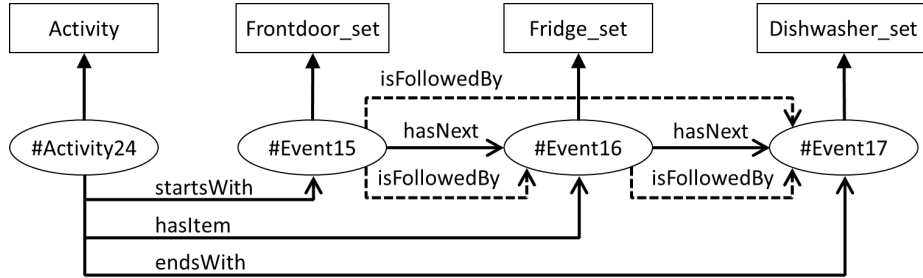 Activity
Frontdoor_set
Fridge_set
Dishwasher_set
isFollowedBy
#Activity24
#Event15
hasNext
#Event16
hasNext
#Event17
isFollowedBy
isFollowedBy
startsWith
hasItem
endsWith